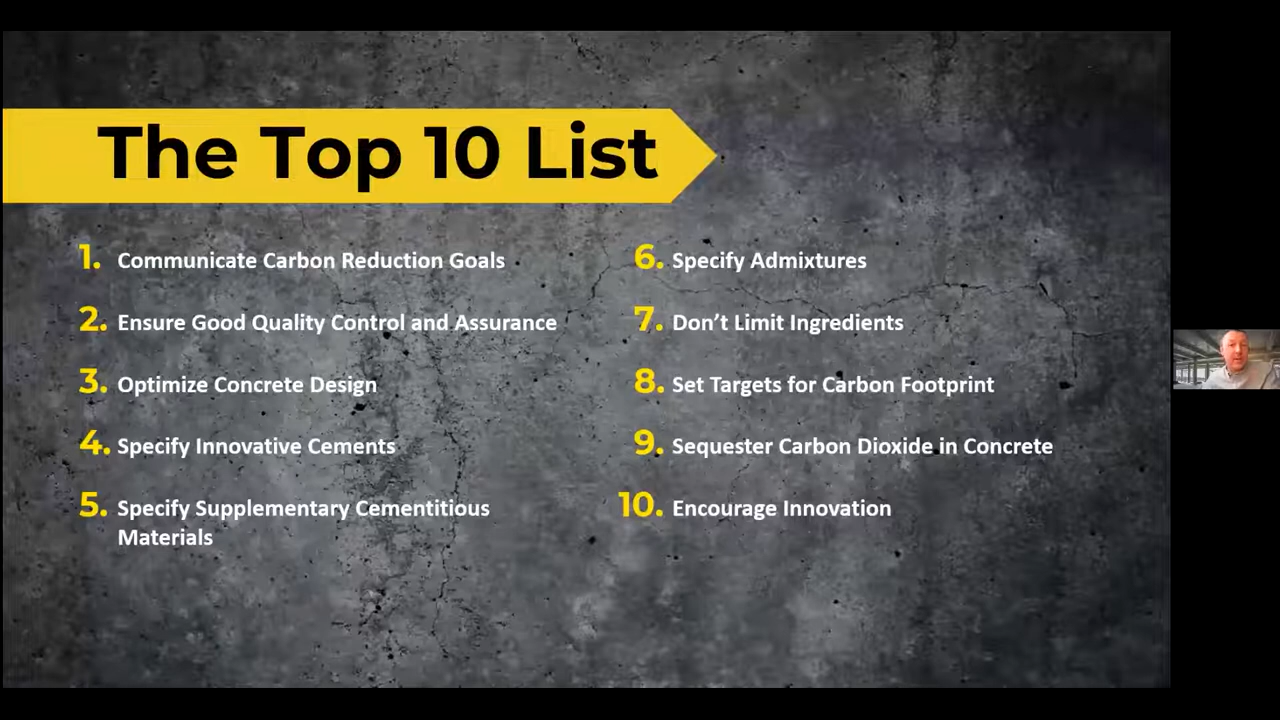 The Top 10 List
1. Communicate Carbon Reduction Goals
2. Ensure Good Quality Control and Assurance
3. Optimize Concrete Design
4. Specify Innovative Cements
5. Specify Supplementary Cementitious
Materials
6. Specify Admixtures
7. Don’t Limit Ingredients
8. Set Targets for Carbon Footprint
9. Sequester Carbon Dioxide in Concrete
10. Encourage Innovation